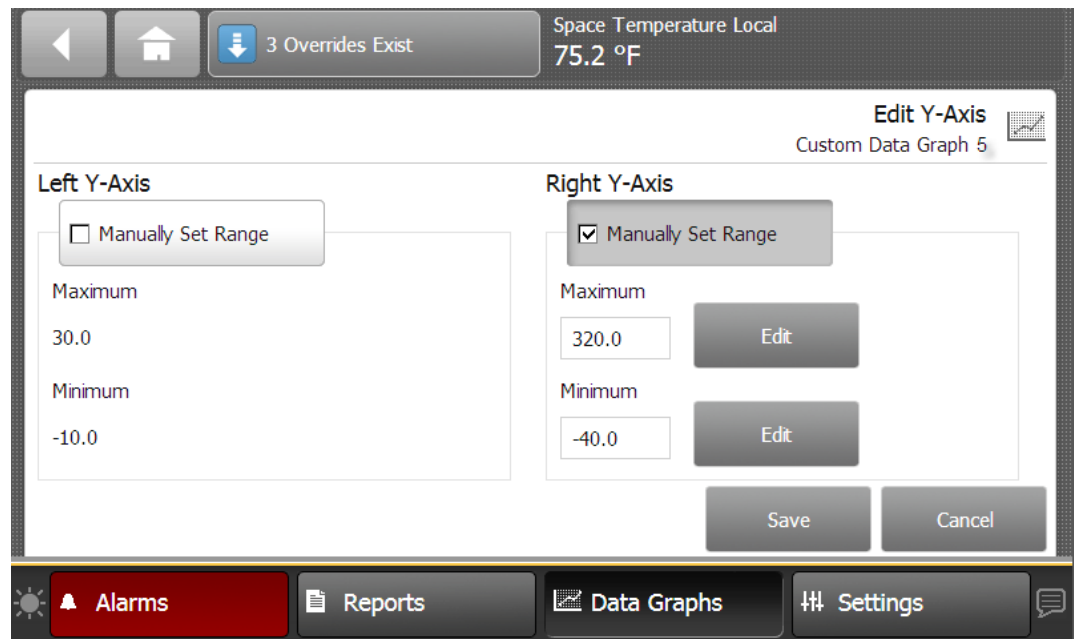 3 Overrides Exist
Space Temperature Local
75.2 °F
Edit Y-Axis
Custom Data Graph 5
Left Y-Axis
Manually Set Range
Maximum
30.0
Minimum
-10.0
Right Y-Axis
Manually Set Range
Maximum
320.0
Edit
Minimum
-40.0
Edit
Save
Cancel
Alarms
Reports
Data Graphs
Settings